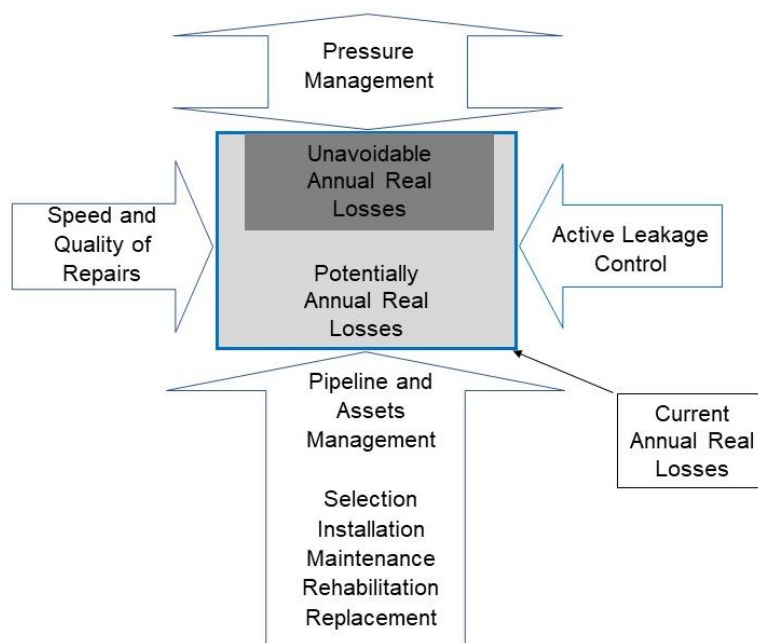 Pressure
Management
Unavoidable
Annual Real
Losses
Speed and
Quality of
Repairs
Active Leakage
Control
Potentially
Annual Real
Losses
Pipeline and
Assets
Management
Current
Annual Real
Losses
Selection
Installation
Maintenance
Rehabilitation
Replacement